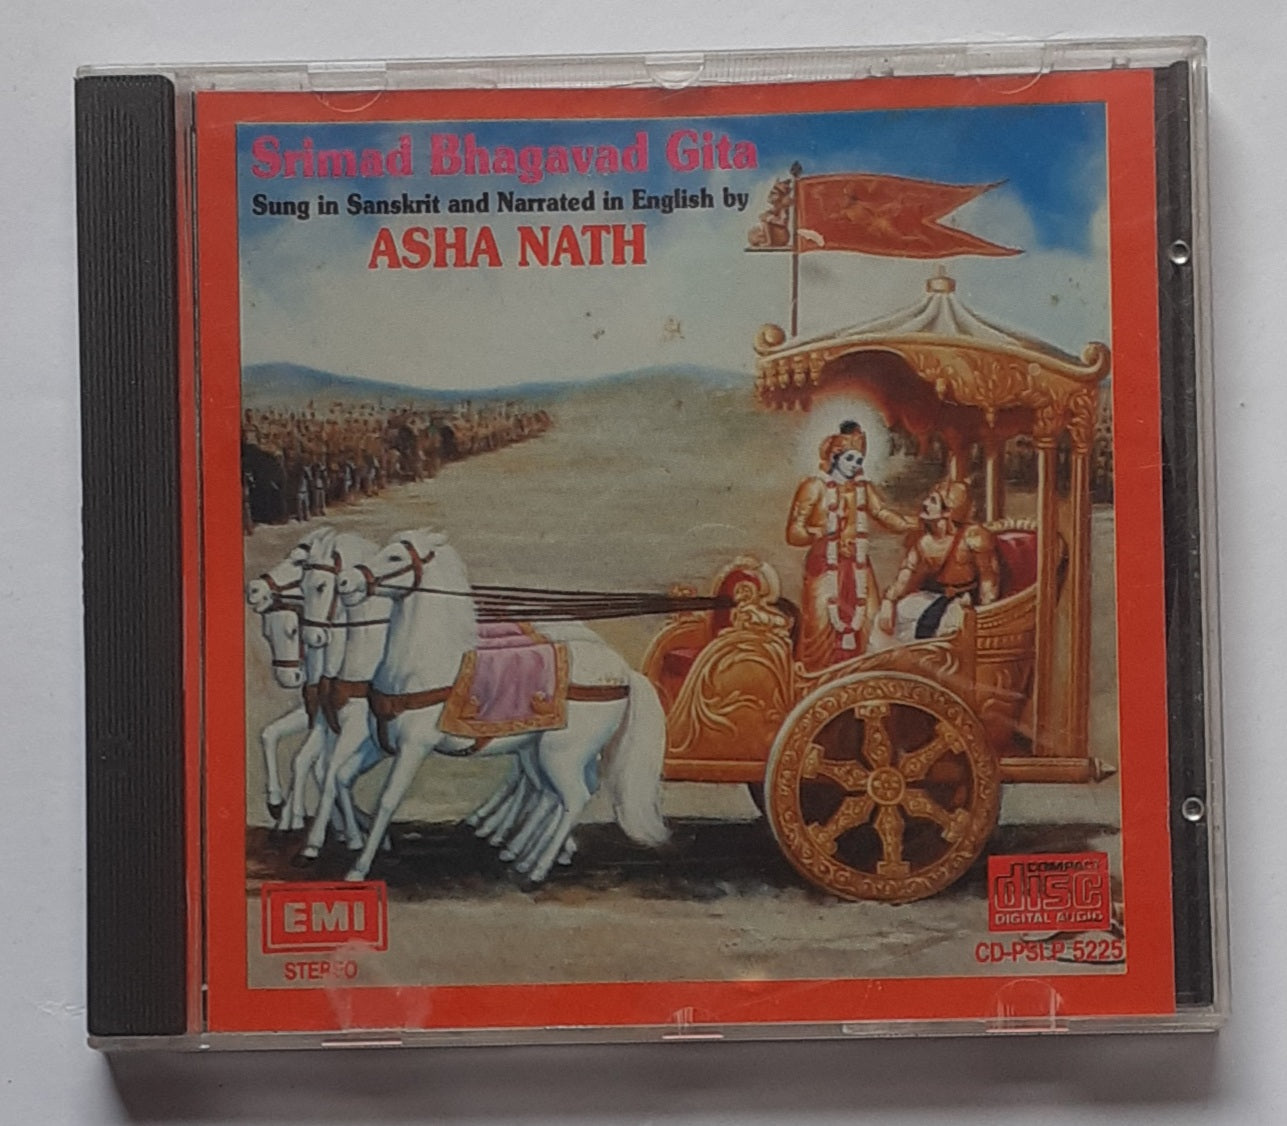 Srimad Bhagavad Gita
Sung in Sanskrit and Narrated in English by
ASHA NATH
EMI
STEREO
COMPACT
disc
DIGITAL AUDIO
CD-PSLP 5225